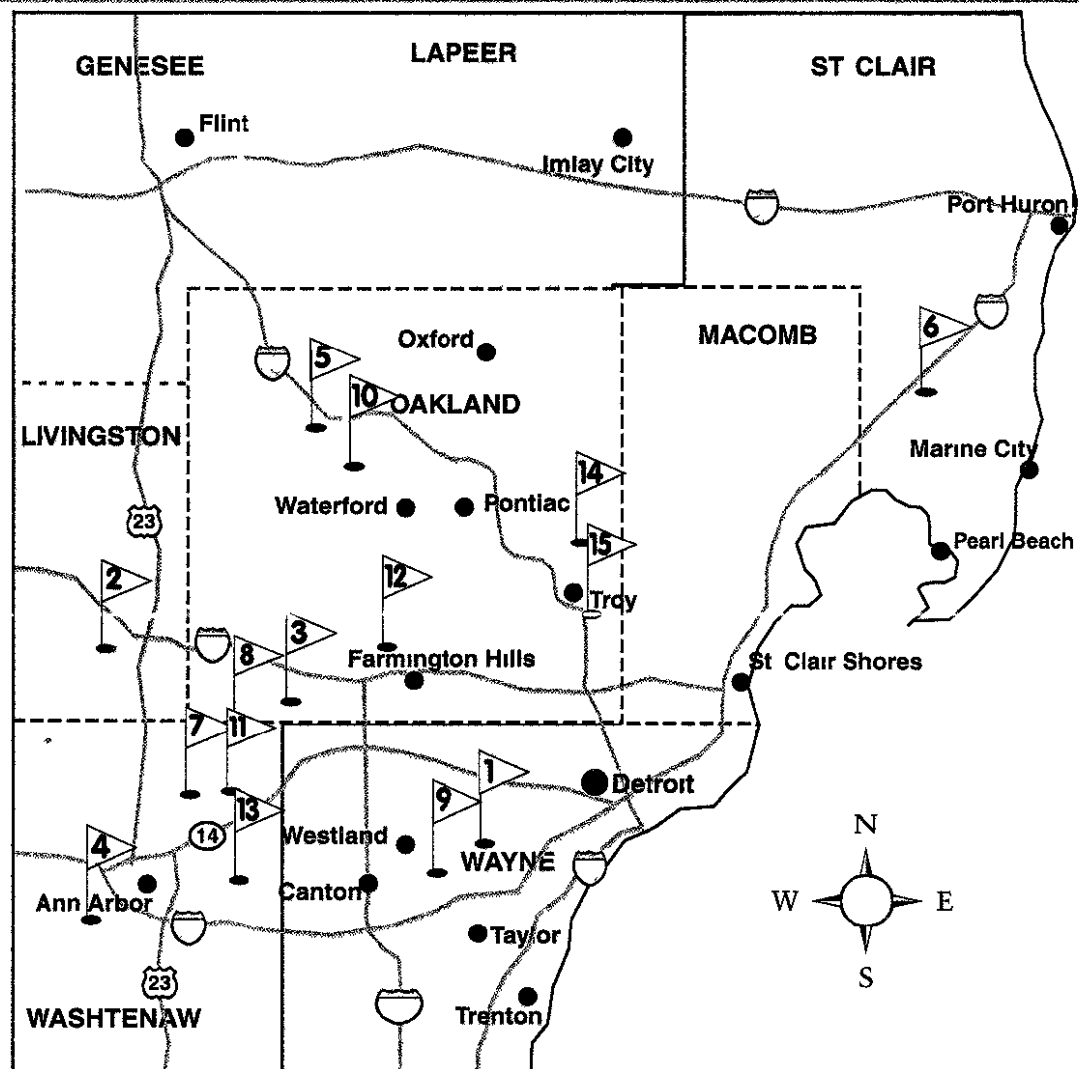 GENESEE
LAPEER
ST CLAIR
Flint
Imlay City
Port Huron
6
MACOMB
Oxford
5
10
OAKLAND
LIVINGSTON
Marine City
14
Waterford
Pontiac
23
15
Pearl Beach
2
12
Troy
3
8
Farmington Hills
St Clair Shores
7
11
1
Detroit
9
13
14
Westland
4
WAYNE
Canton
Ann Arbor
N
W
E
S
Taylor
23
Trenton
WASHTENAW